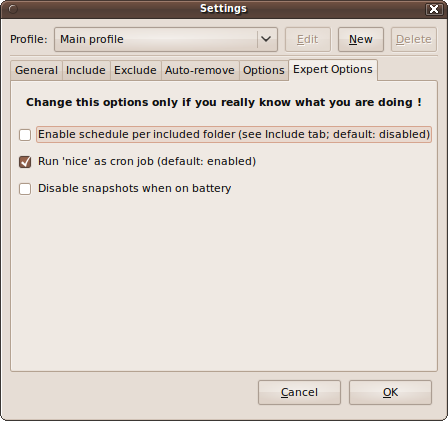 Settings
Profile: Main profile Edit New Delete
General Include Exclude Auto-remove Options Expert Options
Change this options only if you really know what you are doing !
Enable schedule per included folder (see Include tab; default: disabled)
Run 'nice' as cron job (default: enabled)
Disable snapshots when on battery
Cancel OK